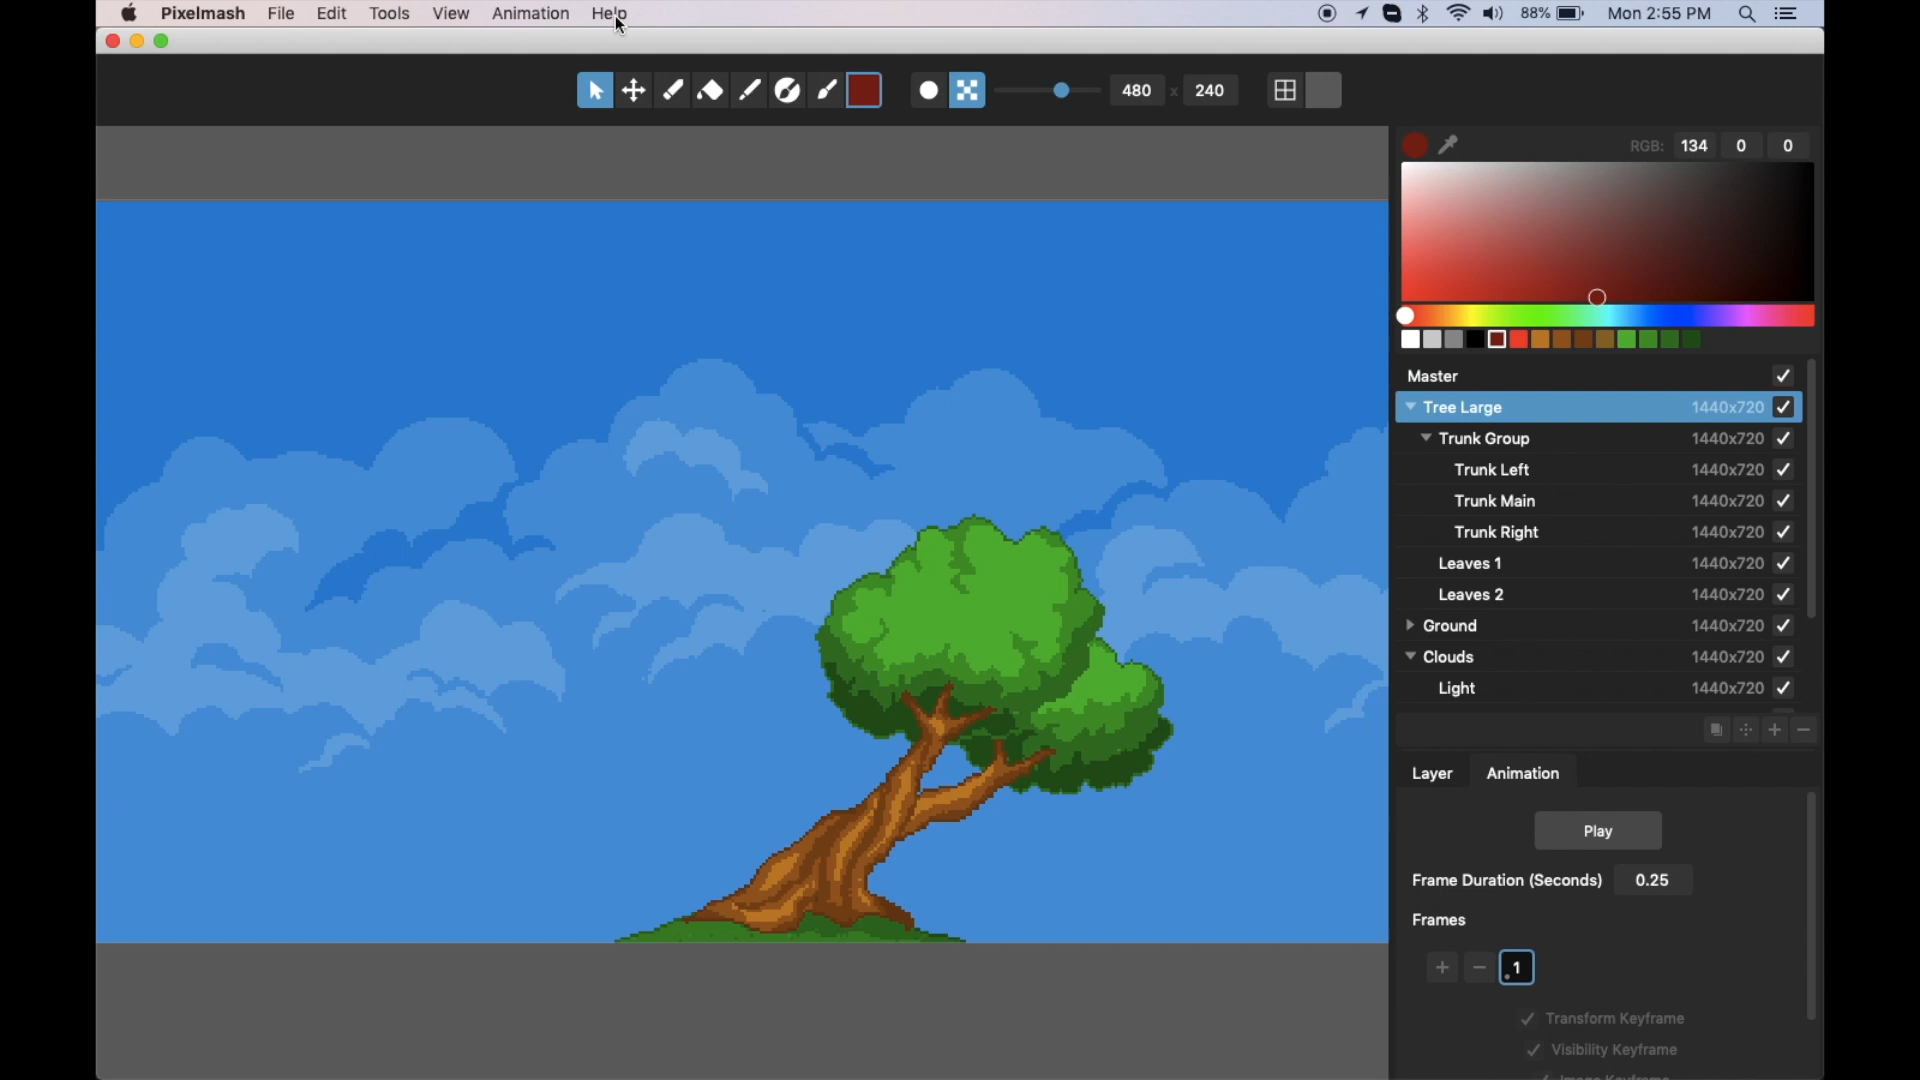 Pixelmash File Edit Tools View Animation Help 88% Mon 2:55 PM
480 x 240
RGB: 134 0 0
Master
Tree Large 1440x720
Trunk Group 1440x720
Trunk Left 1440x720
Trunk Main 1440x720
Trunk Right 1440x720
Leaves 1 1440x720
Leaves 2 1440x720
Ground 1440x720
Clouds 1440x720
Light 1440x720
Layer Animation
Play
Frame Duration (Seconds) 0.25
Frames
1
Transform Keyframe
Visibility Keyframe
Image Keyframe